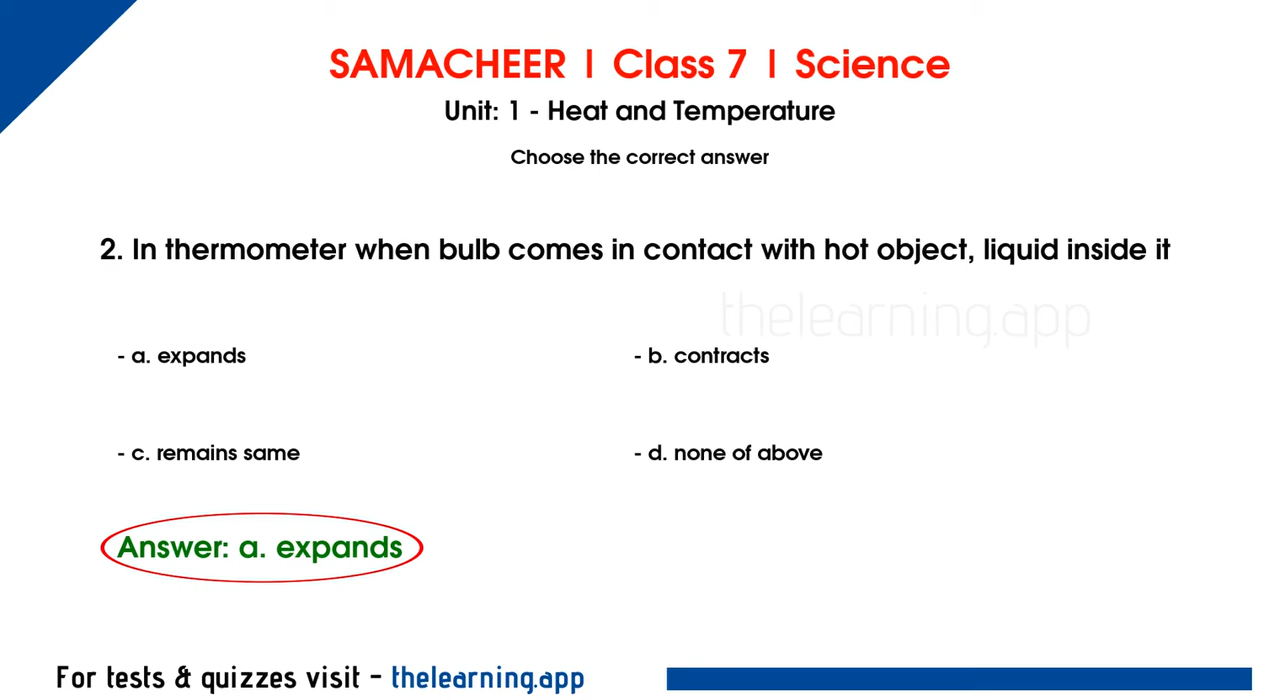 SAMACHEER | Class 7 | Science
Unit: 1 - Heat and Temperature
Choose the correct answer
2. In thermometer when bulb comes in contact with hot object, liquid inside it
thelearning.app
- a. expands
- b. contracts
- c. remains same
- d. none of above
Answer: a. expands
For tests & quizzes visit - thelearning.app